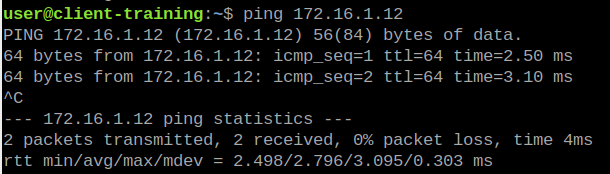 user@client-training:~$ ping 172.16.1.12
PING 172.16.1.12 (172.16.1.12) 56(84) bytes of data.
64 bytes from 172.16.1.12: icmp_seq=1 ttl=64 time=2.50 ms
64 bytes from 172.16.1.12: icmp_seq=2 ttl=64 time=3.10 ms
^C
--- 172.16.1.12 ping statistics ---
2 packets transmitted, 2 received, 0% packet loss, time 4ms
rtt min/avg/max/mdev = 2.498/2.796/3.095/0.303 ms